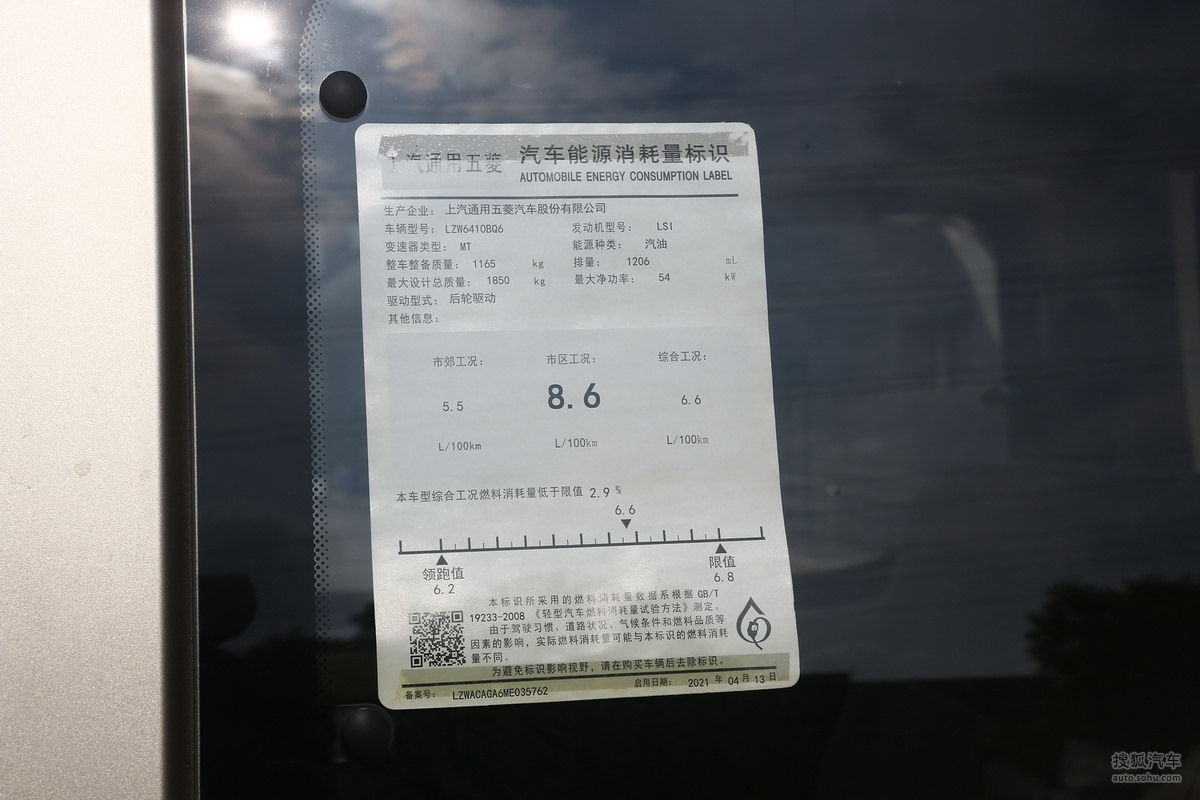 上汽通用五菱 汽车能源消耗量标识
AUTOMOBILE ENERGY CONSUMPTION LABEL
生产企业: 上汽通用五菱汽车股份有限公司
车辆型号: LZW6410BQ6 发动机型号: LSI
变速器类型: MT 能源种类: 汽油
整车整备质量: 1165 kg 排量: 1206 mL
最大设计总质量: 1850 kg 最大净功率: 54 kW
驱动型式: 后轮驱动
其他信息:
市郊工况: 市区工况: 综合工况:
5.5 8.6 6.6
L/100km L/100km L/100km
本车型综合工况燃料消耗量低于限值 2.9 %
6.6
领跑值 限值
6.2 6.8
本标识所采用的燃料消耗量数据系根据 GB/T
19233-2008 《轻型汽车燃料消耗量试验方法》测定。
由于驾驶习惯、道路状况、气候条件和燃料品质等
因素的影响, 实际燃料消耗量可能与本标识的燃料消耗
量不同。
为避免标识影响视野, 请在购买车辆后去除标识。
备案号: LZWACAGA6ME035762 启用日期: 2021 年 04 月 13 日
搜狐汽车
auto.sohu.com